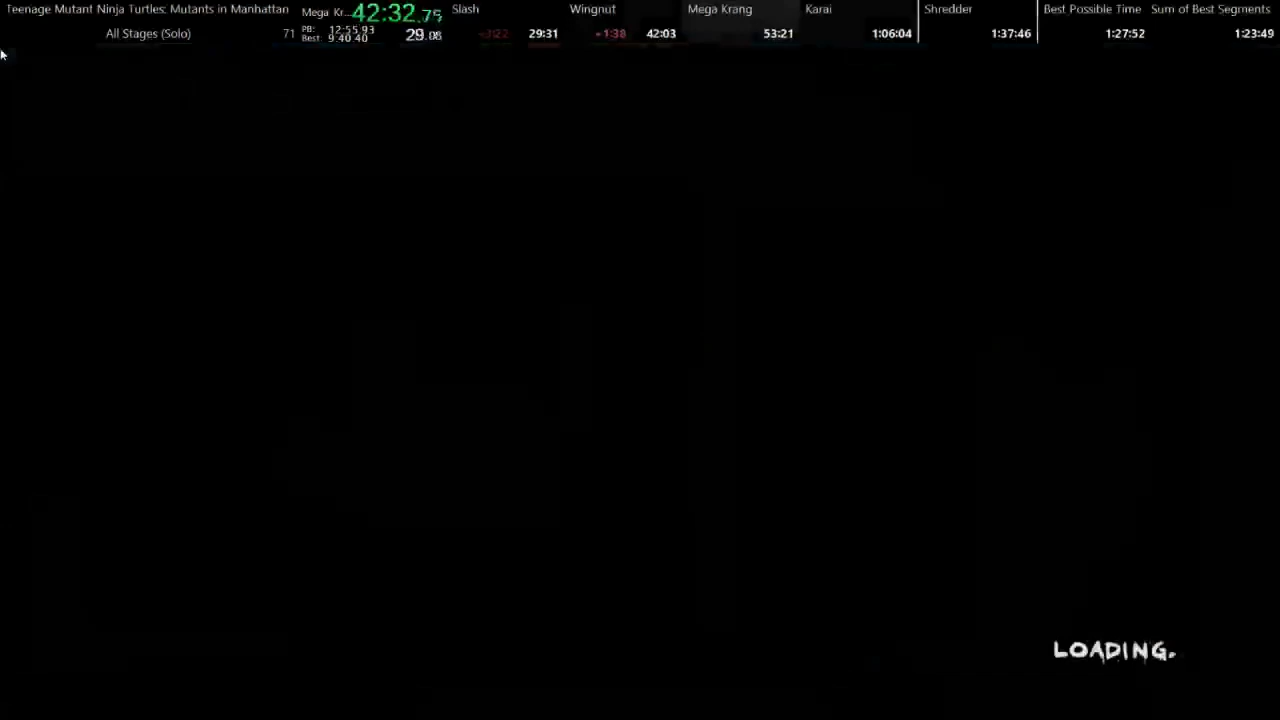 Teenage Mutant Ninja Turtles: Mutants in Manhattan
All Stages (Solo) 71
Mega Kr... 42:32.75
PB: 12:55.93
Best: 9:40.40
29.08
Slash
-3:22 29:31
Wingnut
+1:38 42:03
Mega Krang
53:21
Karai
1:06:04
Shredder
1:37:46
Best Possible Time
1:27:52
Sum of Best Segments
1:23:49
LOADING.